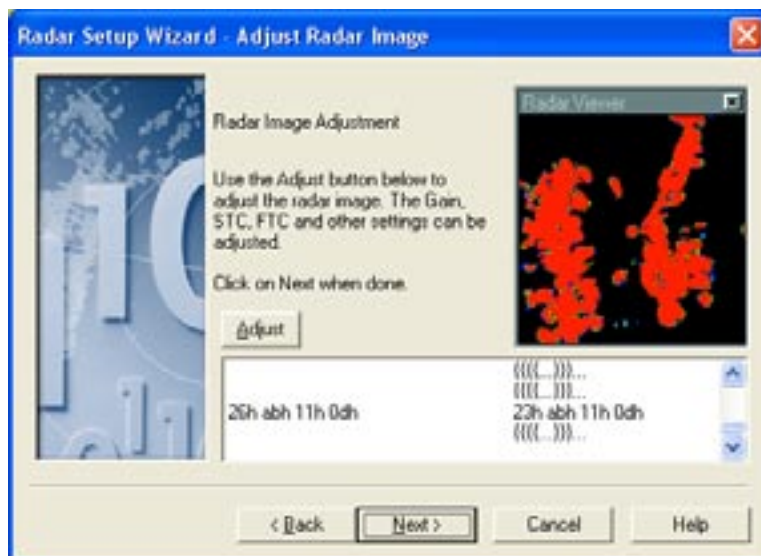 Radar Setup Wizard - Adjust Radar Image
Radar Image Adjustment
Radar Viewer
Use the Adjust button below to
adjust the radar image. The Gain,
STC, FTC and other settings can be
adjusted.
Click on Next when done.
Adjust
((((...)))...
((((...)))...
26h abh 11h 0dh 23h abh 11h 0dh
((((...)))...
< Back
Next >
Cancel
Help